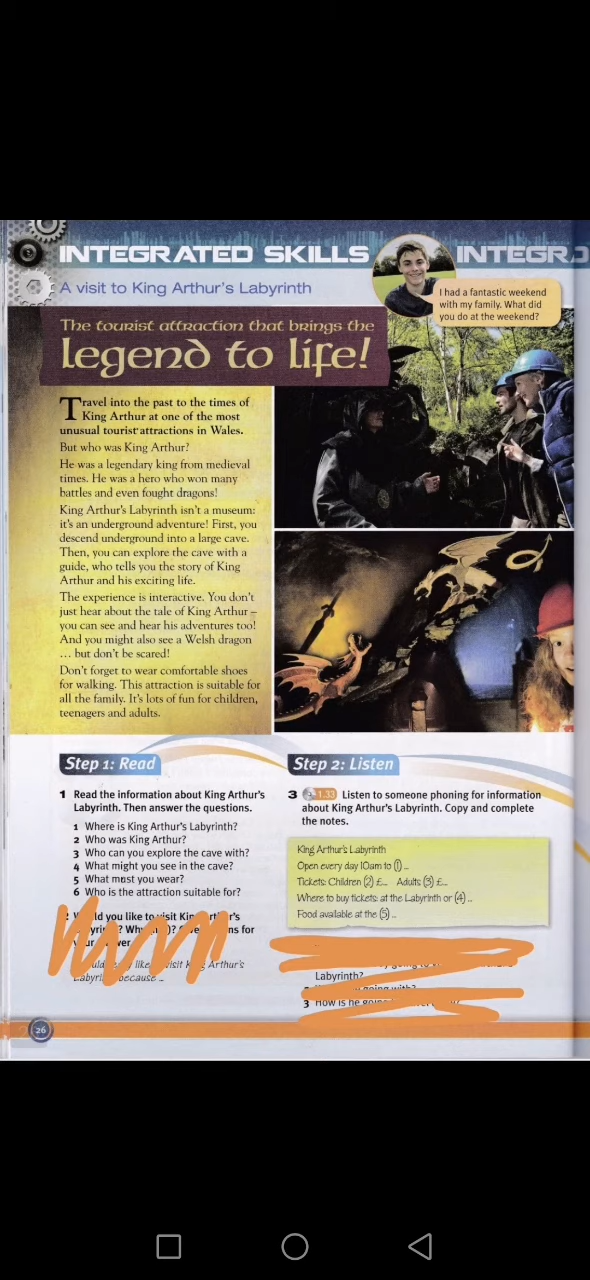 INTEGRATED SKILLS
INTEGR
A visit to King Arthur's Labyrinth
I had a fantastic weekend
with my family. What did
you do at the weekend?
The tourist attraction that brings the
legend to life!
Travel into the past to the times of
King Arthur at one of the most
unusual tourist attractions in Wales.
But who was King Arthur?
He was a legendary king from medieval
times. He was a hero who won many
battles and even fought dragons!
King Arthur's Labyrinth isn't a museum:
it's an underground adventure! First, you
descend underground into a large cave.
Then, you can explore the cave with a
guide, who tells you the story of King
Arthur and his exciting life.
The experience is interactive. You don't
just hear about the tale of King Arthur –
you can see and hear his adventures too!
And you might also see a Welsh dragon
... but don't be scared!
Don't forget to wear comfortable shoes
for walking. This attraction is suitable for
all the family. It's lots of fun for children,
teenagers and adults.
Step 1: Read
1 Read the information about King Arthur's
Labyrinth. Then answer the questions.
1 Where is King Arthur's Labyrinth?
2 Who was King Arthur?
3 Who can you explore the cave with?
4 What might you see in the cave?
5 What must you wear?
6 Who is the attraction suitable for?
you like to visit
for
your
like visit Arthur's
because ...
Step 2: Listen
3 1.33 Listen to someone phoning for information
about King Arthur's Labyrinth. Copy and complete
the notes.
King Arthur's Labyrinth
Open every day 10am to (1) ...
Tickets: Children (2) £... Adults (3) £...
Where to buy tickets: at the Labyrinth or (4) ...
Food available at the (5) ...
Labyrinth?
going with?
3 How is he
26